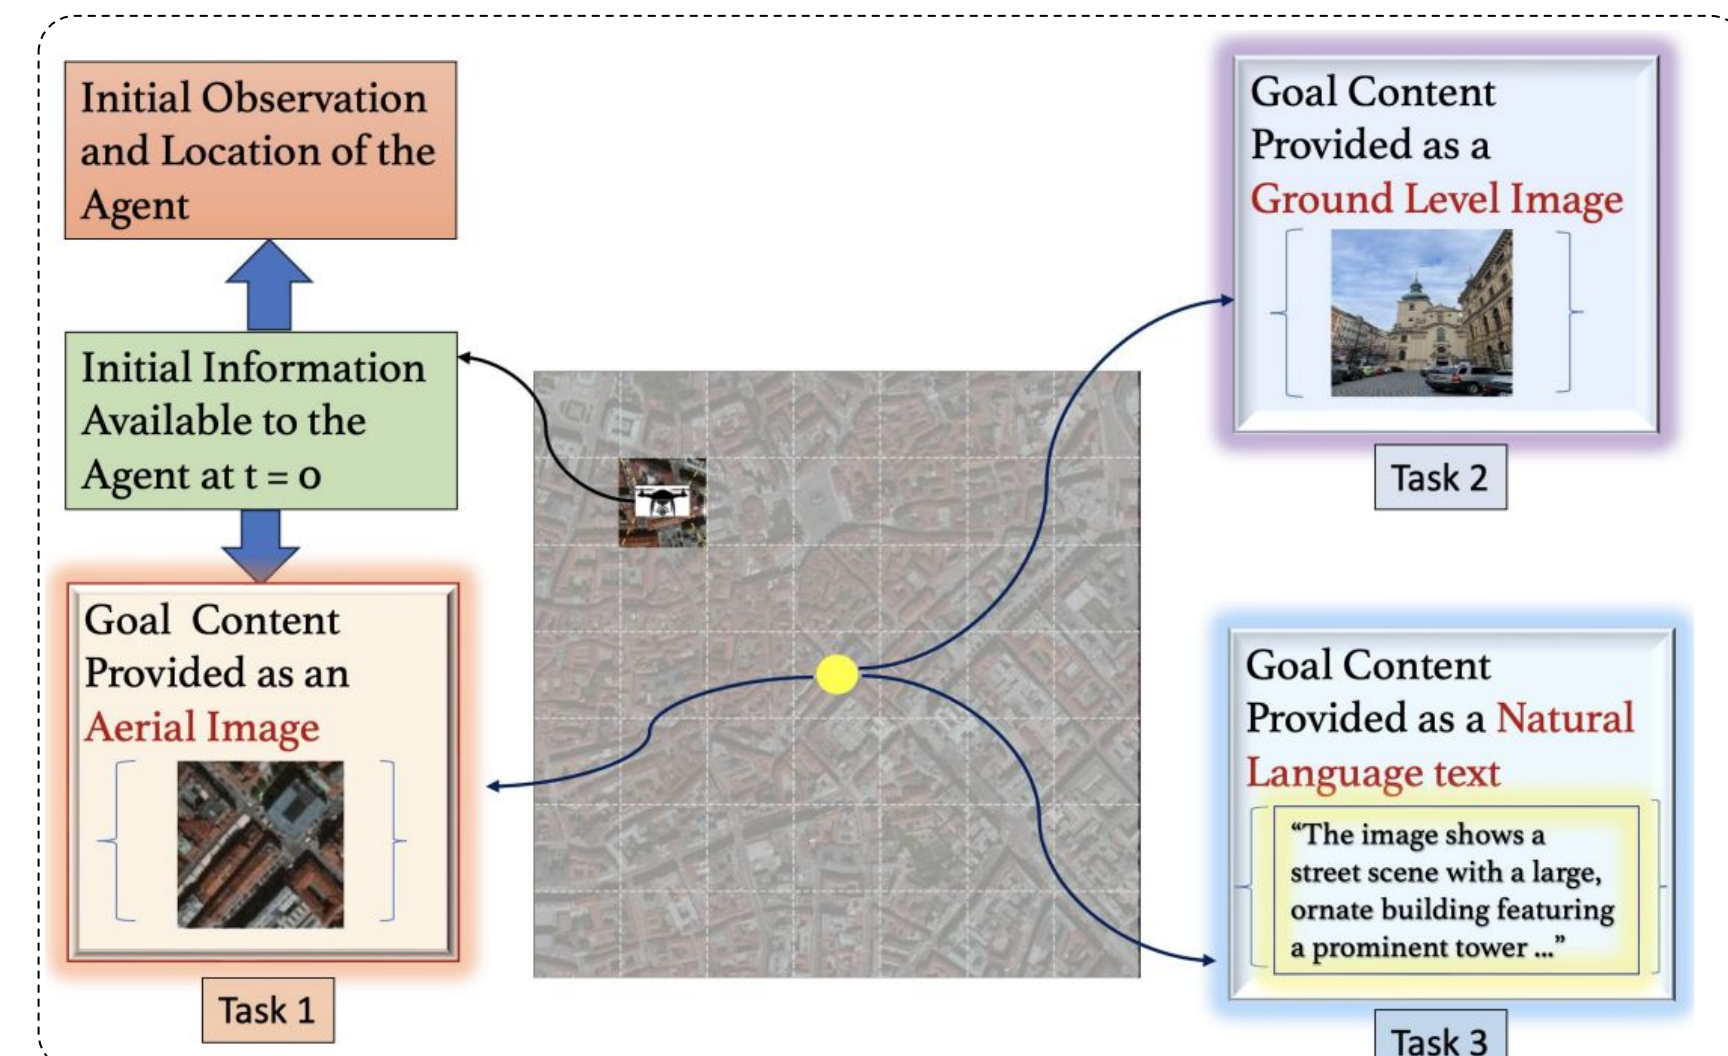 Initial Observation
and Location of the
Agent
Initial Information
Available to the
Agent at t = 0
Goal Content
Provided as an
Aerial Image
Task 1
Goal Content
Provided as a
Ground Level Image
Task 2
Goal Content
Provided as a Natural
Language text
“The image shows a
street scene with a large,
ornate building featuring
a prominent tower ...”
Task 3